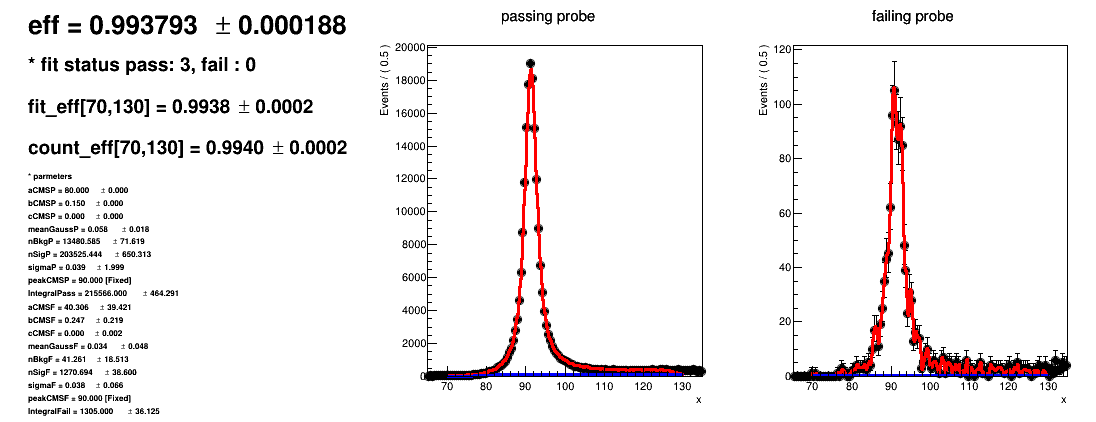 eff = 0.993793 ± 0.000188
* fit status pass: 3, fail : 0
fit_eff[70,130] = 0.9938 ± 0.0002
count_eff[70,130] = 0.9940 ± 0.0002
* parmeters
aCMSP = 80.000 ± 0.000
bCMSP = 0.150 ± 0.000
cCMSP = 0.000 ± 0.000
meanGaussP = 0.058 ± 0.018
nBkgP = 13480.585 ± 71.619
nSigP = 203525.444 ± 650.313
sigmaP = 0.039 ± 1.999
peakCMSP = 90.000 [Fixed]
IntegralPass = 215566.000 ± 464.291
aCMSF = 40.306 ± 39.421
bCMSF = 0.247 ± 0.219
cCMSF = 0.000 ± 0.002
meanGaussF = 0.034 ± 0.048
nBkgF = 41.261 ± 18.513
nSigF = 1270.694 ± 38.600
sigmaF = 0.038 ± 0.066
peakCMSF = 90.000 [Fixed]
IntegralFail = 1305.000 ± 36.125
passing probe
Events / ( 0.5 )
20000
18000
16000
14000
12000
10000
8000
6000
4000
2000
0
70 80 90 100 110 120 130
x
failing probe
Events / ( 0.5 )
120
100
80
60
40
20
0
70 80 90 100 110 120 130
x